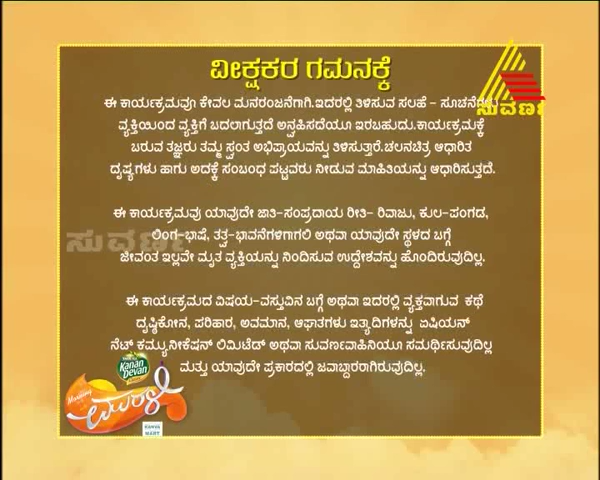 ವೀಕ್ಷಕರ ಗಮನಕ್ಕೆ
ಈ ಕಾರ್ಯಕ್ರಮವೂ ಕೇವಲ ಮನರಂಜನೆಗಾಗಿ.ಇದರಲ್ಲಿ ತಿಳಿಸುವ ಸಲಹೆ - ಸೂಚನೆಗಳು
ವ್ಯಕ್ತಿಯಿಂದ ವ್ಯಕ್ತಿಗೆ ಬದಲಾಗುತ್ತದೆ ಅನ್ವಹಿಸದೆಯೂ ಇರಬಹುದು.ಕಾರ್ಯಕ್ರಮಕ್ಕೆ
ಬರುವ ತಜ್ಞರು ತಮ್ಮ ಸ್ವಂತ ಅಭಿಪ್ರಾಯವನ್ನು ತಿಳಿಸುತ್ತಾರೆ.ಚಲನಚಿತ್ರ ಆಧಾರಿತ
ದೃಷ್ಯಗಳು ಹಾಗು ಅದಕ್ಕೆ ಸಂಬಂಧ ಪಟ್ಟವರು ನೀಡುವ ಮಾಹಿತಿಯನ್ನು ಆಧಾರಿಸುತ್ತದೆ.
ಈ ಕಾರ್ಯಕ್ರಮವು ಯಾವುದೇ ಜಾತಿ-ಸಂಪ್ರದಾಯ ರೀತಿ- ರಿವಾಜು, ಕುಲ-ಪಂಗಡ,
ಲಿಂಗ-ಭಾಷೆ, ತತ್ವ-ಭಾವನೆಗಳಿಗಾಗಲಿ ಅಥವಾ ಯಾವುದೇ ಸ್ಥಳದ ಬಗ್ಗೆ
ಜೀವಂತ ಇಲ್ಲವೇ ಮೃತ ವ್ಯಕ್ತಿಯನ್ನು ನಿಂದಿಸುವ ಉದ್ದೇಶವನ್ನು ಹೊಂದಿರುವುದಿಲ್ಲ.
ಈ ಕಾರ್ಯಕ್ರಮದ ವಿಷಯ-ವಸ್ತುವಿನ ಬಗ್ಗೆ ಅಥವಾ ಇದರಲ್ಲಿ ವ್ಯಕ್ತವಾಗುವ ಕಥೆ
ದೃಷ್ಠಿಕೋನ, ಪರಿಹಾರ, ಅವಮಾನ, ಆಘಾತಗಳು ಇತ್ಯಾದಿಗಳನ್ನು ಏಷಿಯನ್
ನೆಟ್ ಕಮ್ಯುನೀಕೆಷನ್ ಲಿಮಿಟೆಡ್ ಅಥವಾ ಸುವರ್ಣವಾಹಿನಿಯೂ ಸಮರ್ಥಿಸುವುದಿಲ್ಲ
ಮತ್ತು ಯಾವುದೇ ಪ್ರಕಾರದಲ್ಲಿ ಜವಾಬ್ದಾರರಾಗಿರುವುದಿಲ್ಲ.
ಸುವರ್ಣ
ಸುವರ್ಣ
Kanan
Devan
KANVA
MART